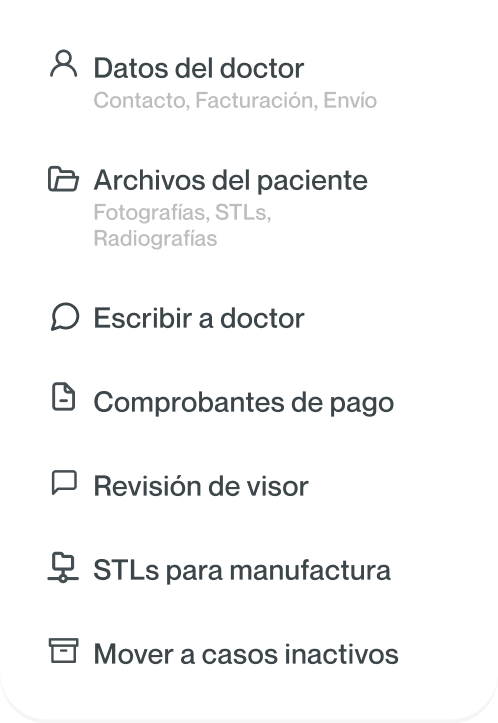 Datos del doctor
Contacto, Facturación, Envío
Archivos del paciente
Fotografías, STLs,
Radiografías
Escribir a doctor
Comprobantes de pago
Revisión de visor
STLs para manufactura
Mover a casos inactivos